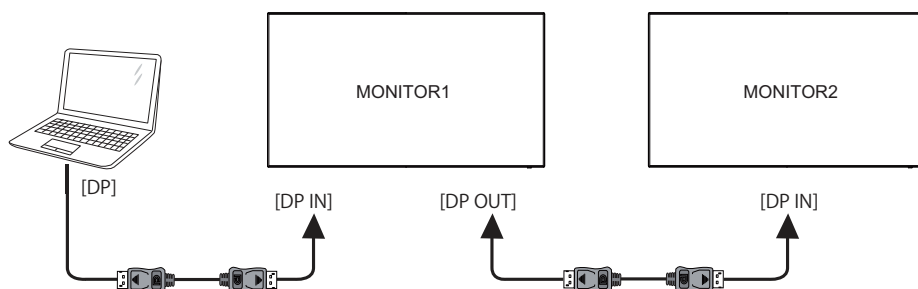 MONITOR1
MONITOR2
[DP]
[DP IN]
[DP OUT]
[DP IN]